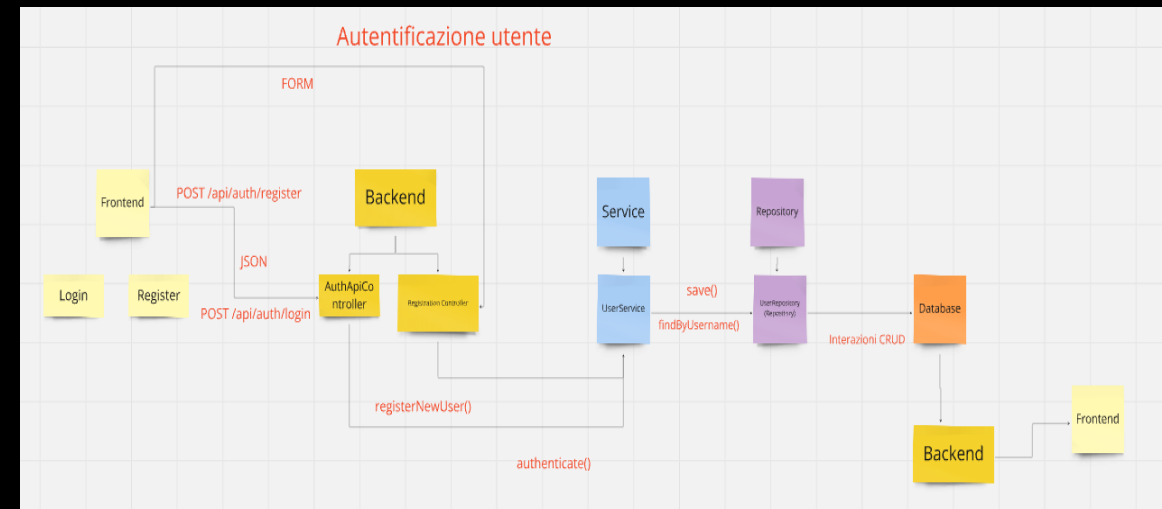 Autentificazione utente
FORM
Frontend
POST /api/auth/register
Backend
Service
Repository
JSON
Login
Register
POST /api/auth/login
AuthApiCo
ntroller
Registration Controller
UserService
save()
findByUsername()
UserRepository
(Repository)
Interazioni CRUD
Database
registerNewUser()
authenticate()
Backend
Frontend